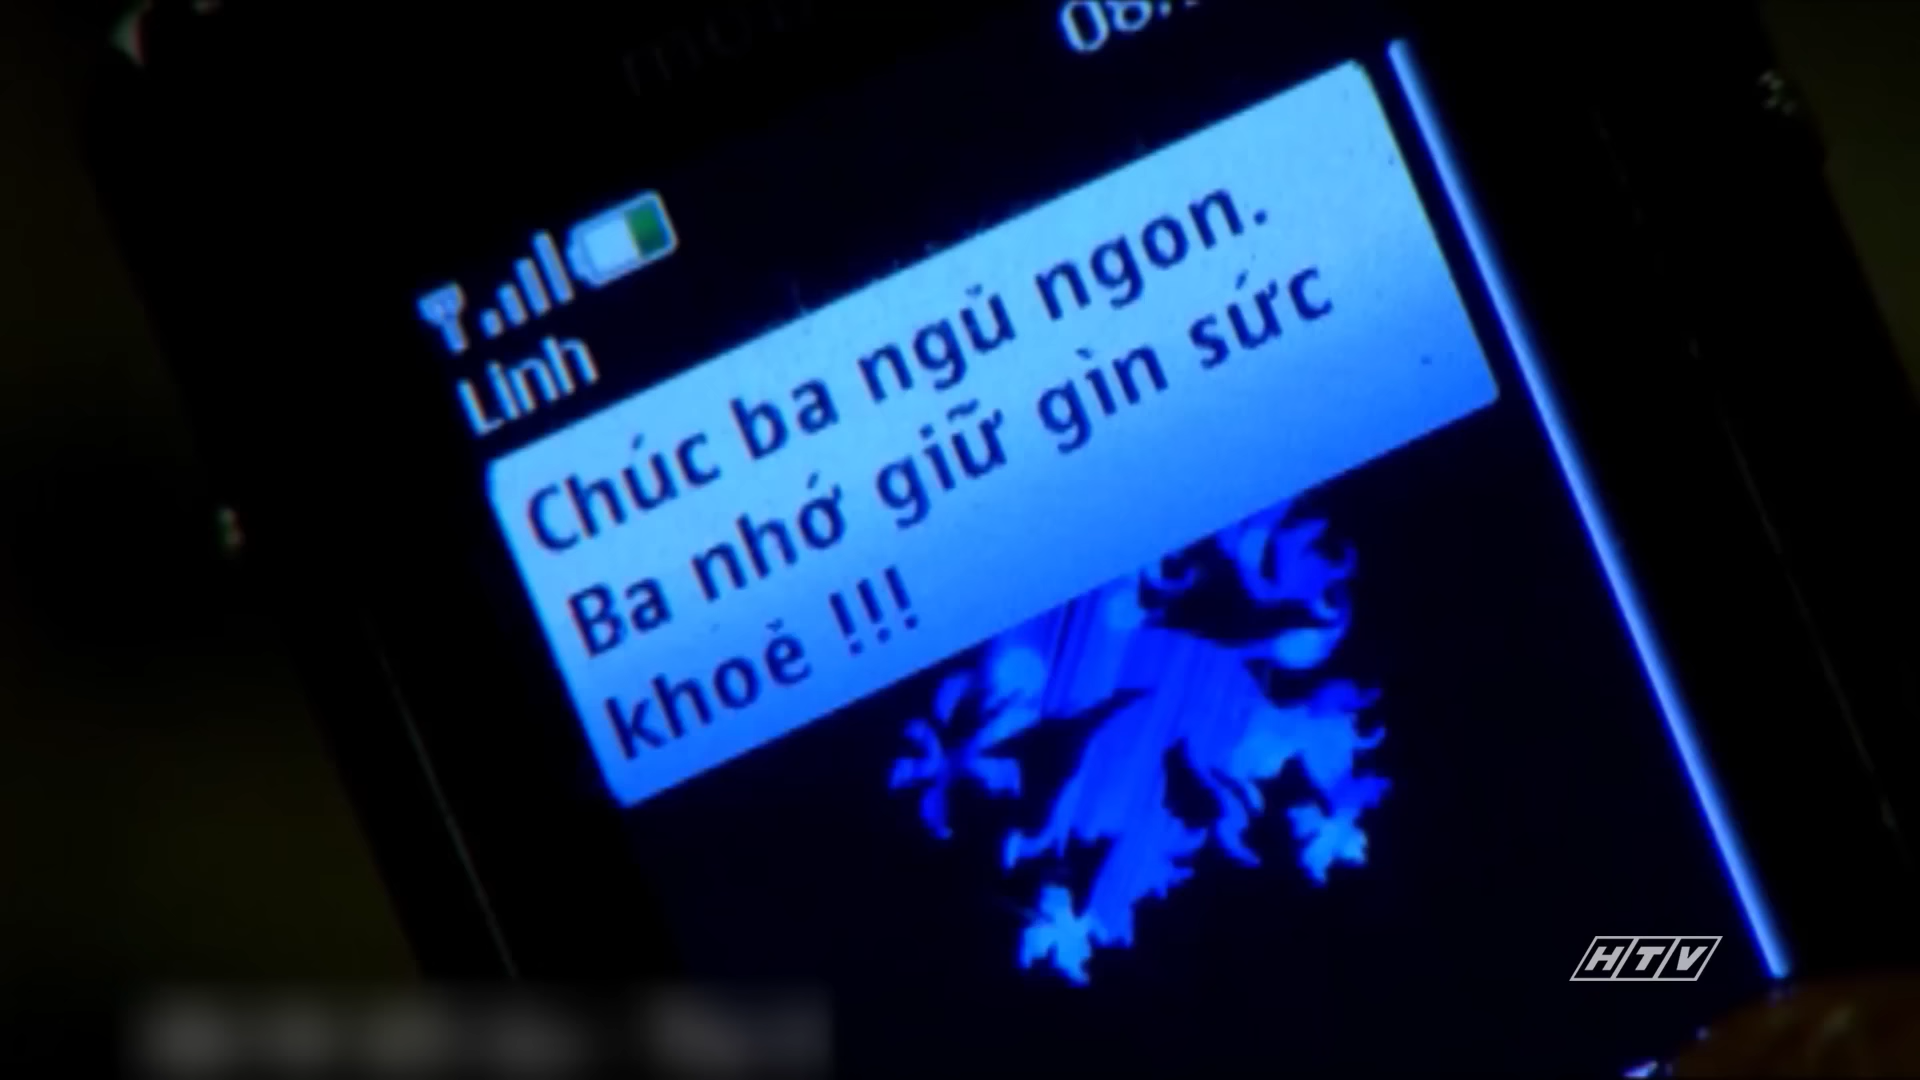 Linh
Chúc ba ngủ ngon.
Ba nhớ giữ gìn sức
khoẻ !!!
HTV